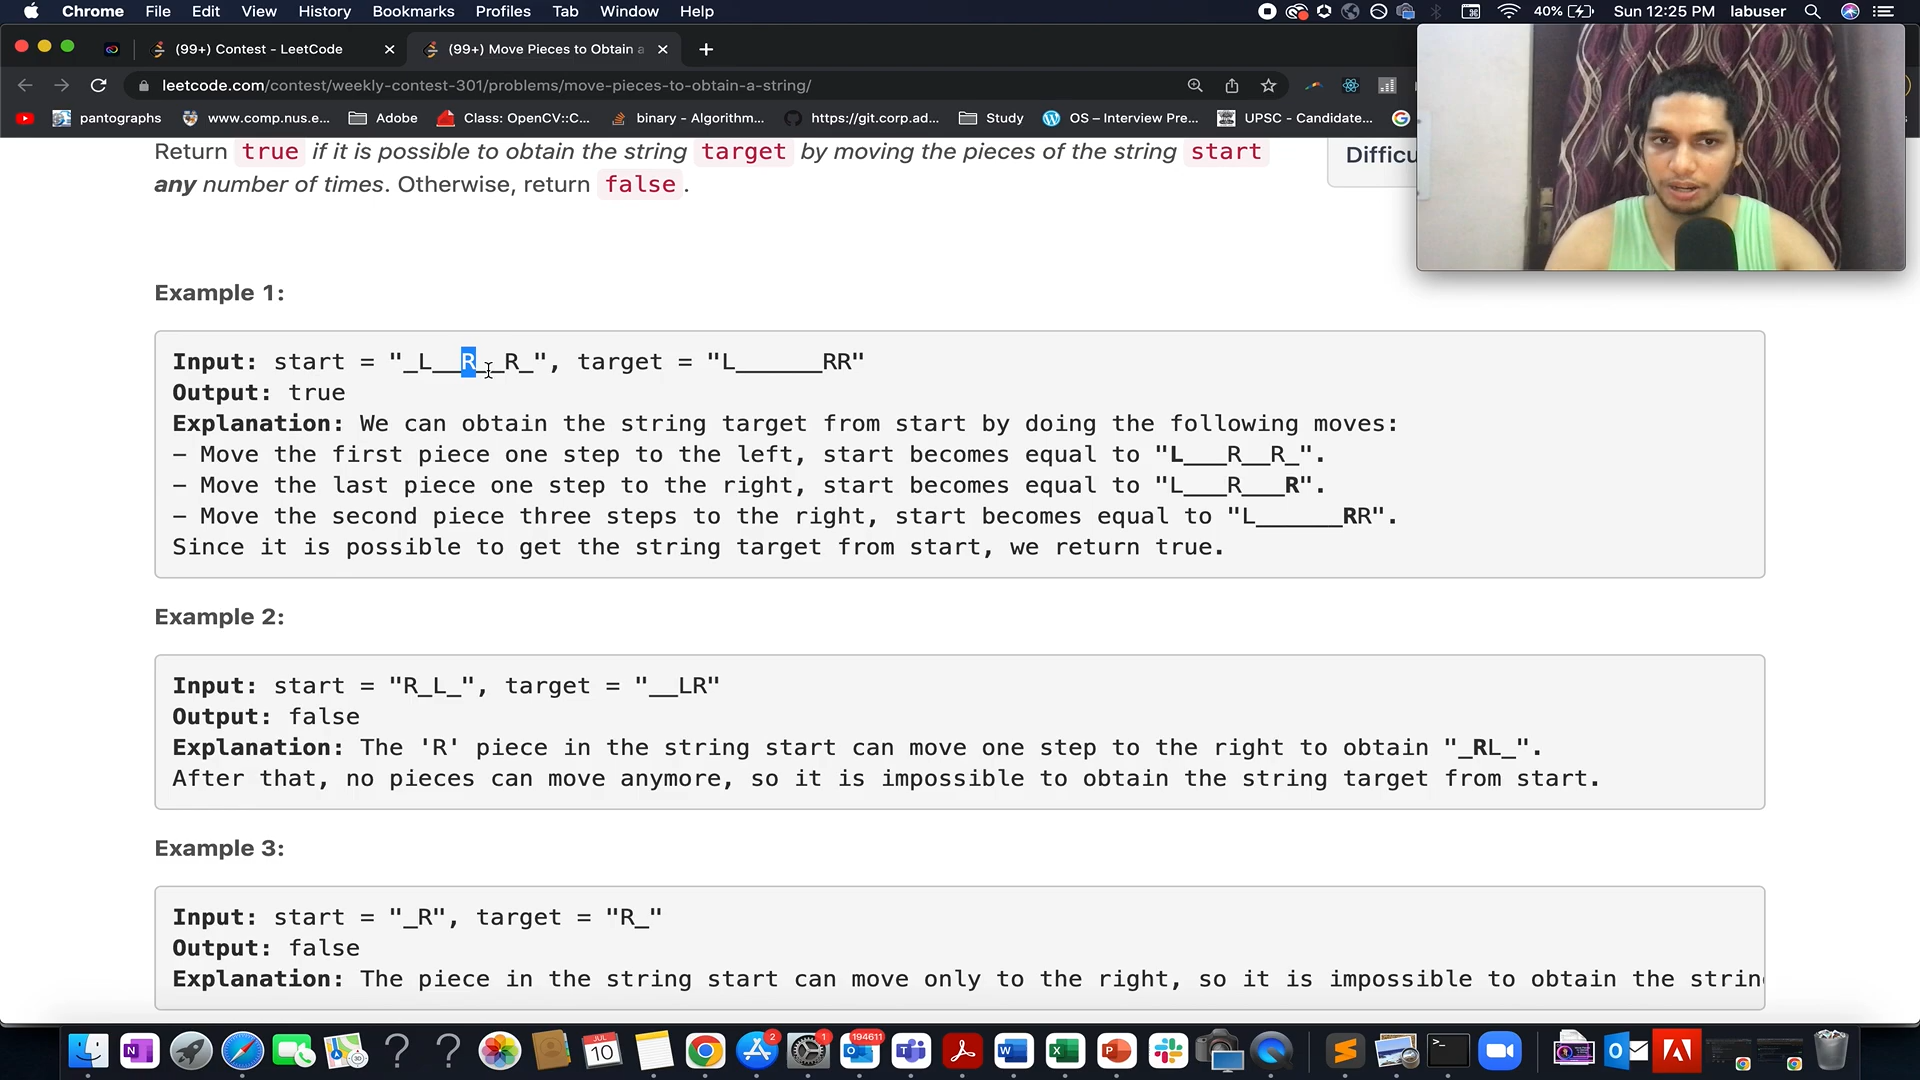 Chrome File Edit View History Bookmarks Profiles Tab Window Help 40% Sun 12:25 PM labuser
(99+) Contest - LeetCode (99+) Move Pieces to Obtain a
leetcode.com/contest/weekly-contest-301/problems/move-pieces-to-obtain-a-string/
pantographs www.comp.nus.e... Adobe Class: OpenCV::C... binary - Algorithm... https://git.corp.ad... Study OS – Interview Pre... UPSC - Candidate...
Return true if it is possible to obtain the string target by moving the pieces of the string start
any number of times. Otherwise, return false.
Difficu
Example 1:
Input: start = "_L__R__R_", target = "L______RR"
Output: true
Explanation: We can obtain the string target from start by doing the following moves:
– Move the first piece one step to the left, start becomes equal to "L___R__R_".
– Move the last piece one step to the right, start becomes equal to "L___R___R".
– Move the second piece three steps to the right, start becomes equal to "L______RR".
Since it is possible to get the string target from start, we return true.
Example 2:
Input: start = "R_L_", target = "__LR"
Output: false
Explanation: The 'R' piece in the string start can move one step to the right to obtain "_RL_".
After that, no pieces can move anymore, so it is impossible to obtain the string target from start.
Example 3:
Input: start = "_R", target = "R_"
Output: false
Explanation: The piece in the string start can move only to the right, so it is impossible to obtain the strin
JUL
10
2
1
194611